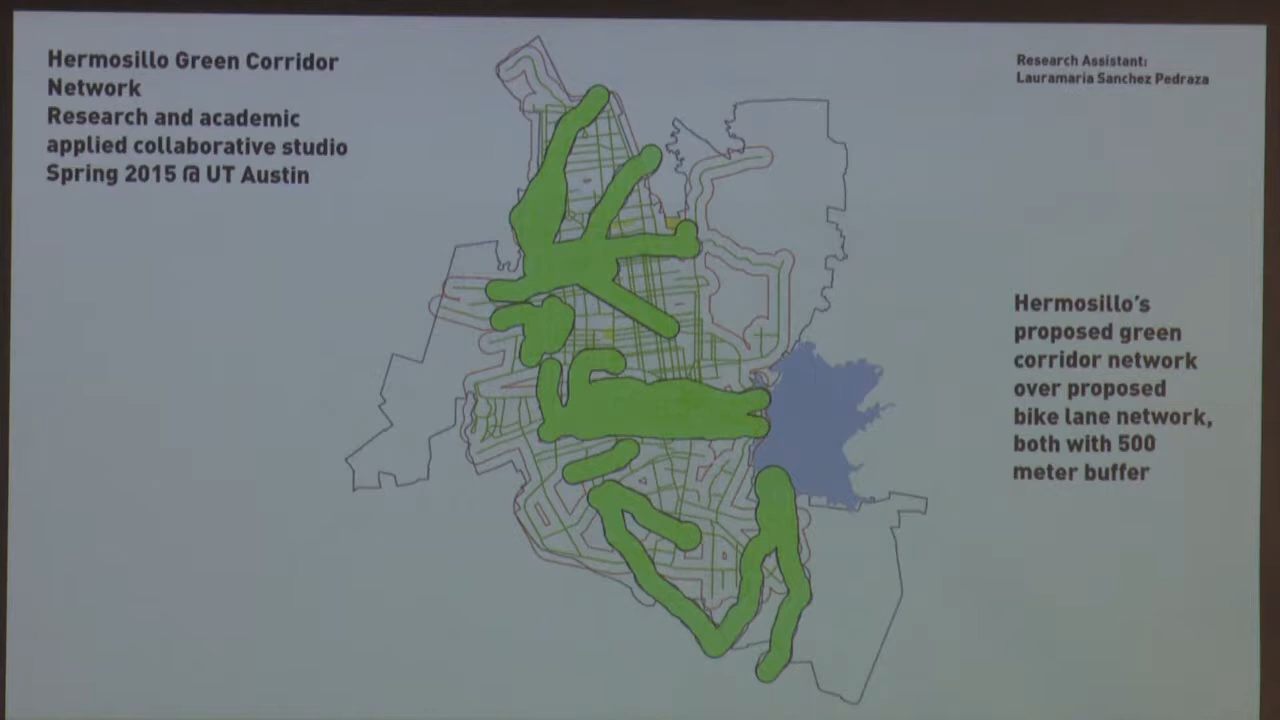 Hermosillo Green Corridor
Network
Research and academic
applied collaborative studio
Spring 2015 @ UT Austin
Research Assistant:
Lauramaria Sanchez Pedraza
Hermosillo's
proposed green
corridor network
over proposed
bike lane network,
both with 500
meter buffer